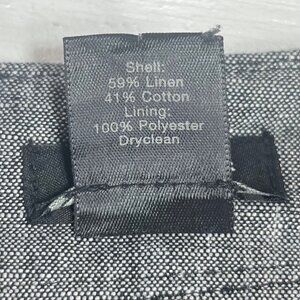 Shell:
59% Linen
41% Cotton
Lining:
100% Polyester
Dryclean